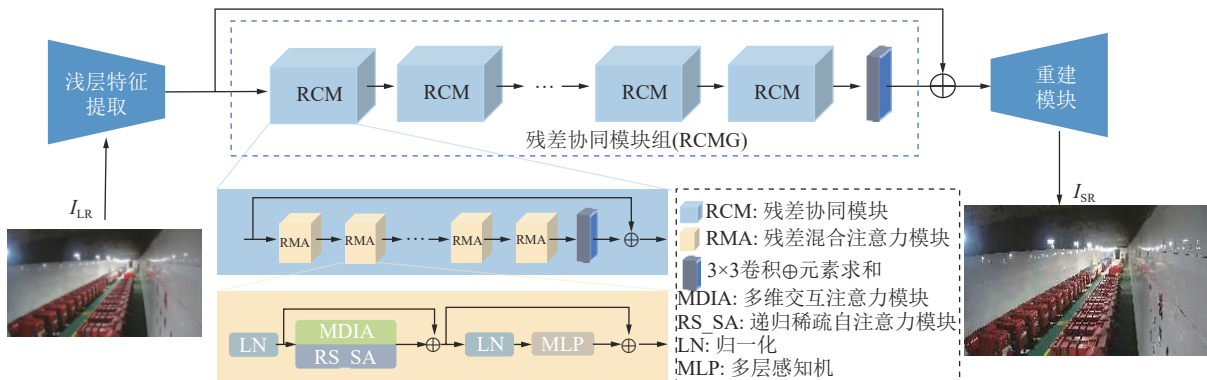 浅层特征
提取
RCM
RCM
...
RCM
RCM
重建
模块
残差协同模块组(RCMG)
I_LR
I_SR
RMA
RMA
...
RMA
RMA
RCM: 残差协同模块
RMA: 残差混合注意力模块
3×3卷积⊕元素求和
MDIA: 多维交互注意力模块
RS_SA: 递归稀疏自注意力模块
LN: 归一化
MLP: 多层感知机
LN
MDIA
RS_SA
LN
MLP